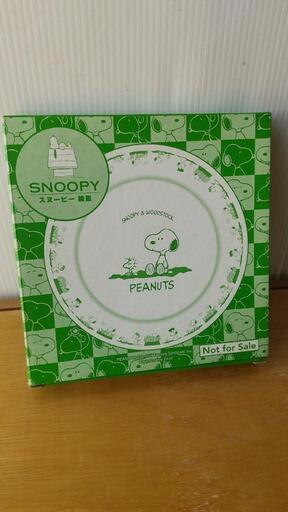 SNOOPY
スヌーピー 絵皿
SNOOPY & WOODSTOCK
PEANUTS
Not for Sale